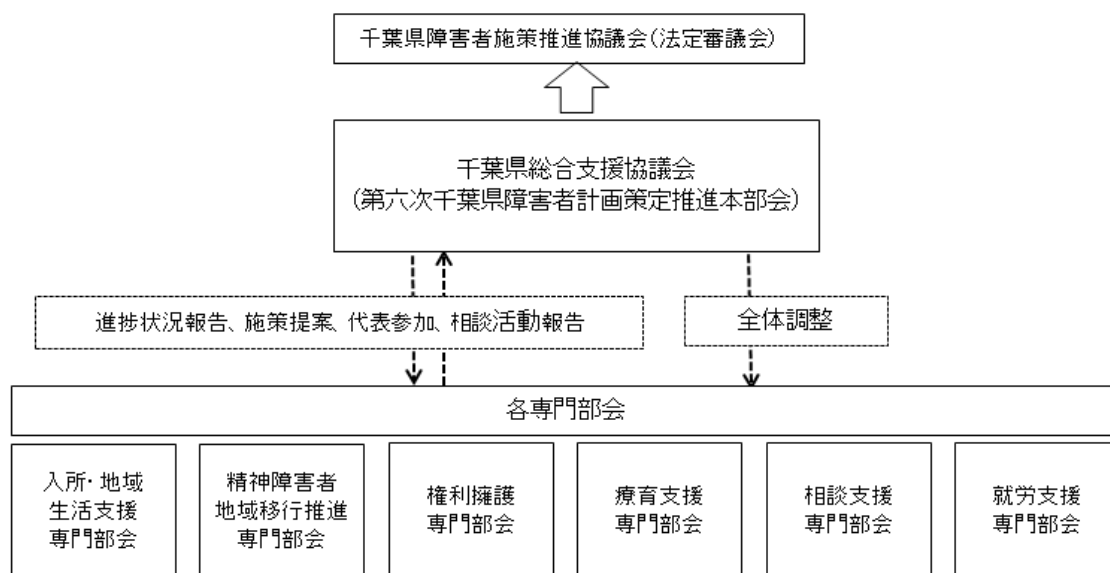 千葉県障害者施策推進協議会(法定審議会)
千葉県総合支援協議会
(第六次千葉県障害者計画策定推進本部会)
進捗状況報告、施策提案、代表参加、相談活動報告
全体調整
各専門部会
入所・地域
生活支援
専門部会
精神障害者
地域移行推進
専門部会
権利擁護
専門部会
療育支援
専門部会
相談支援
専門部会
就労支援
専門部会